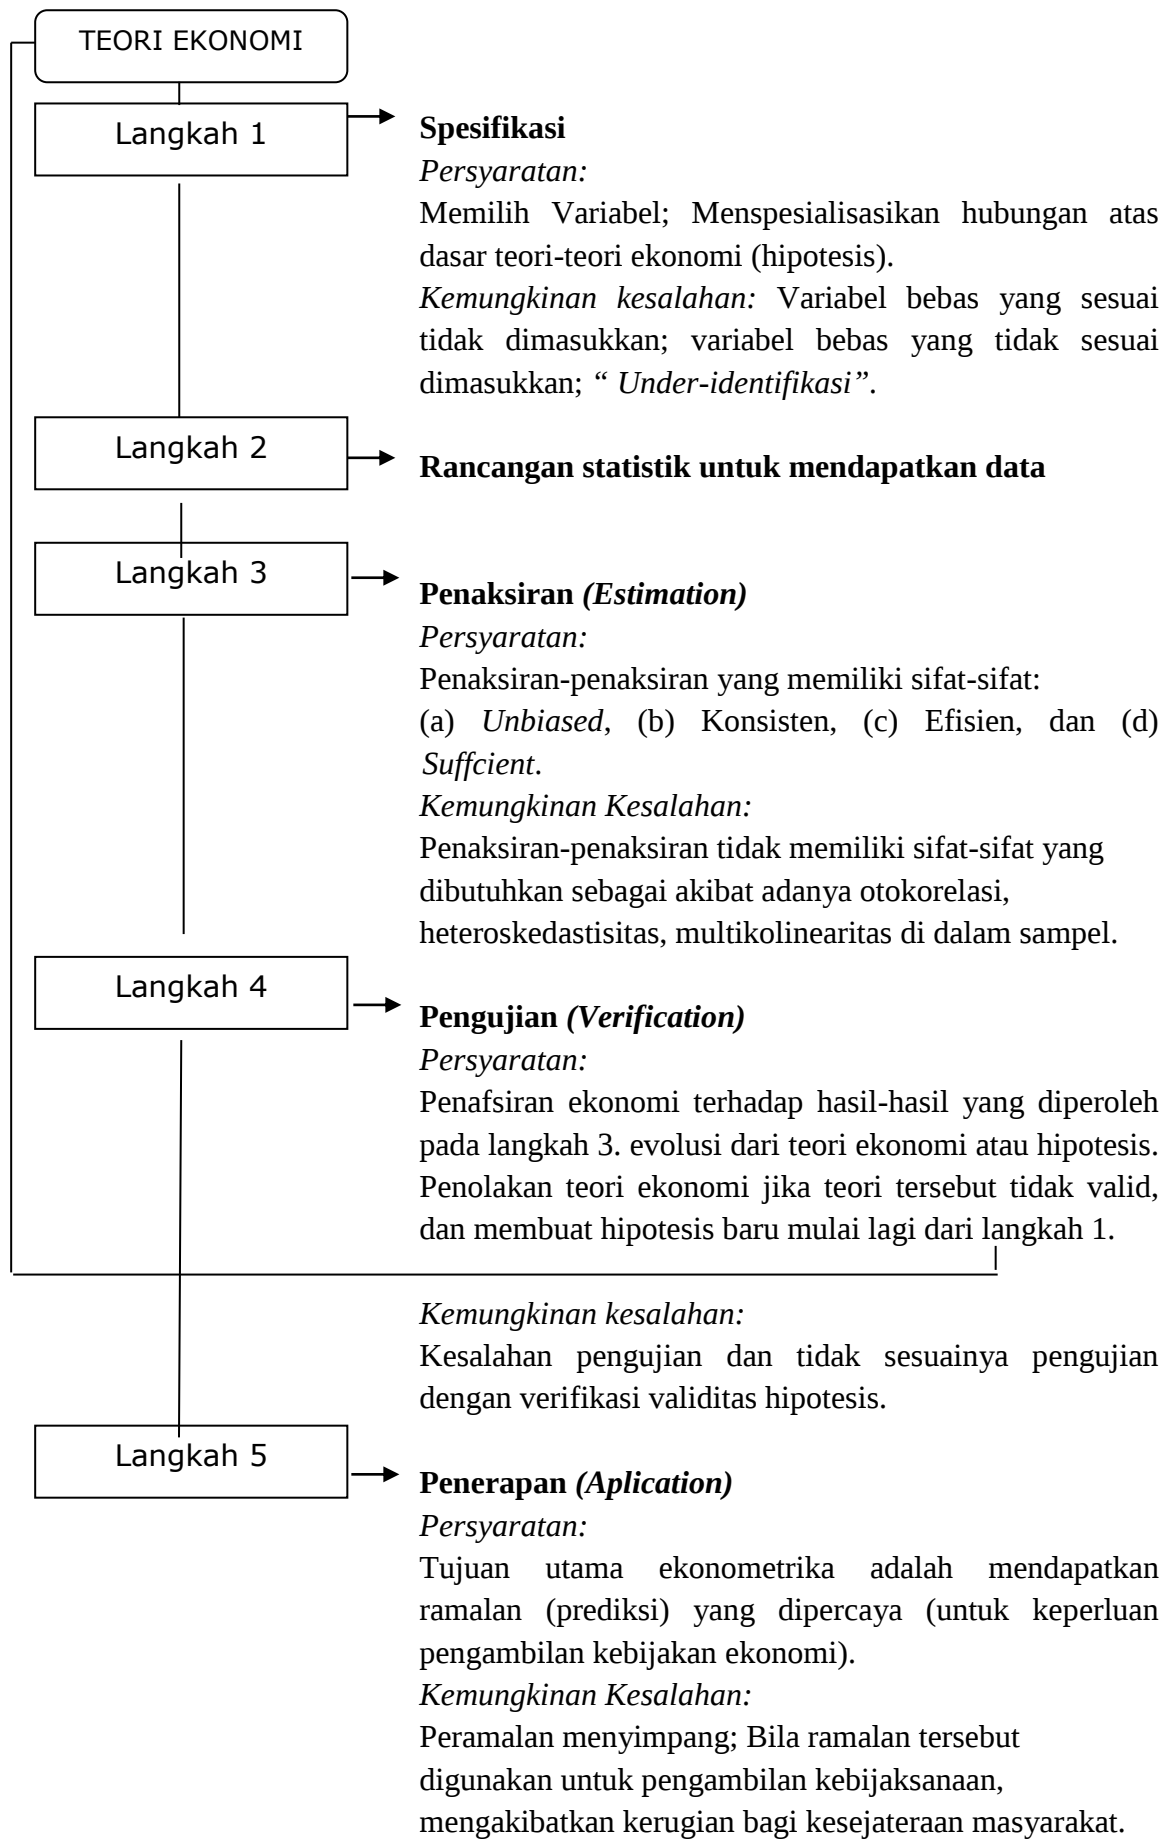 TEORI EKONOMI
Langkah 1
Spesifikasi
Persyaratan:
Memilih Variabel; Menspesialisasikan hubungan atas
dasar teori-teori ekonomi (hipotesis).
Kemungkinan kesalahan: Variabel bebas yang sesuai
tidak dimasukkan; variabel bebas yang tidak sesuai
dimasukkan; “ Under-identifikasi”.
Langkah 2
Rancangan statistik untuk mendapatkan data
Langkah 3
Penaksiran (Estimation)
Persyaratan:
Penaksiran-penaksiran yang memiliki sifat-sifat:
(a) Unbiased, (b) Konsisten, (c) Efisien, dan (d)
Suffcient.
Kemungkinan Kesalahan:
Penaksiran-penaksiran tidak memiliki sifat-sifat yang
dibutuhkan sebagai akibat adanya otokorelasi,
heteroskedastisitas, multikolinearitas di dalam sampel.
Langkah 4
Pengujian (Verification)
Persyaratan:
Penafsiran ekonomi terhadap hasil-hasil yang diperoleh
pada langkah 3. evolusi dari teori ekonomi atau hipotesis.
Penolakan teori ekonomi jika teori tersebut tidak valid,
dan membuat hipotesis baru mulai lagi dari langkah 1.
Kemungkinan kesalahan:
Kesalahan pengujian dan tidak sesuainya pengujian
dengan verifikasi validitas hipotesis.
Langkah 5
Penerapan (Aplication)
Persyaratan:
Tujuan utama ekonometrika adalah mendapatkan
ramalan (prediksi) yang dipercaya (untuk keperluan
pengambilan kebijakan ekonomi).
Kemungkinan Kesalahan:
Peramalan menyimpang; Bila ramalan tersebut
digunakan untuk pengambilan kebijaksanaan,
mengakibatkan kerugian bagi kesejateraan masyarakat.